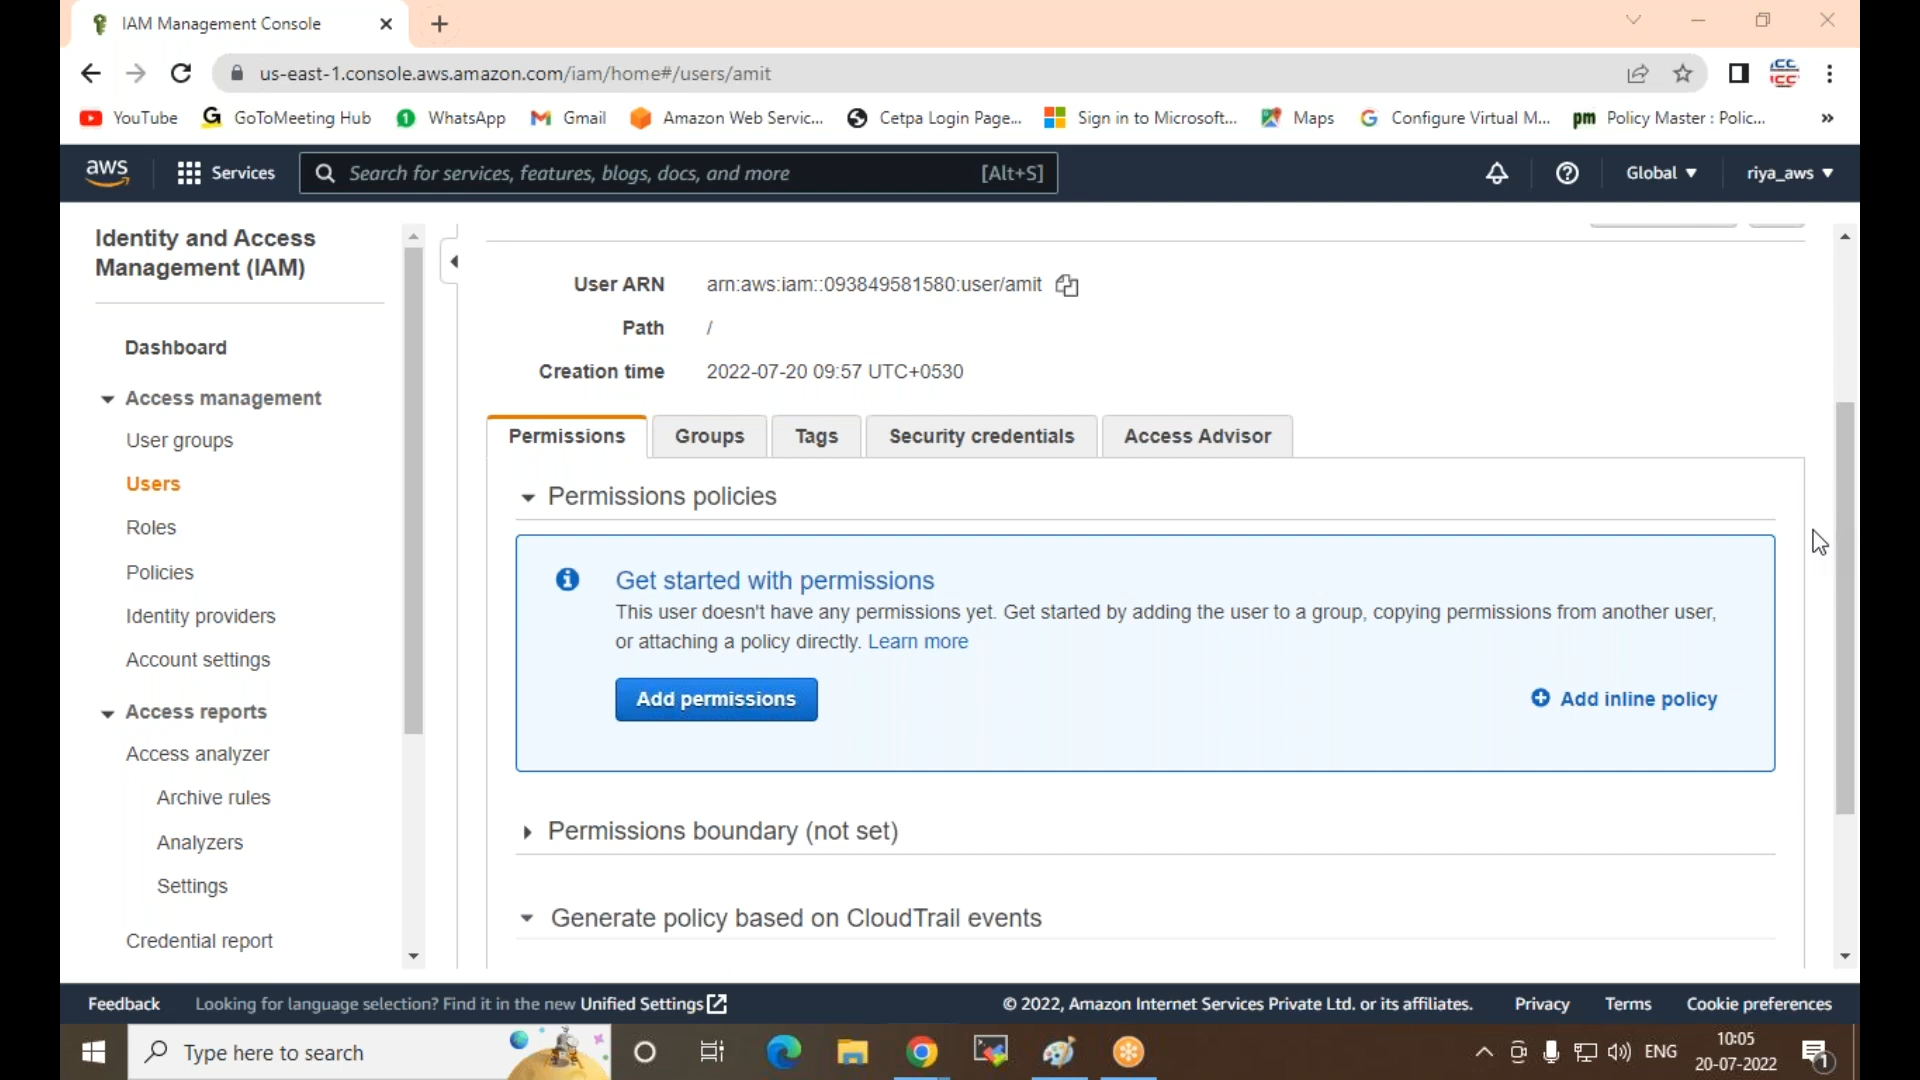 IAM Management Console
us-east-1.console.aws.amazon.com/iam/home#/users/amit
YouTube GoToMeeting Hub 1 WhatsApp Gmail Amazon Web Servic... Cetpa Login Page... Sign in to Microsoft... Maps Configure Virtual M... pm Policy Master : Polic... »
aws Services Search for services, features, blogs, docs, and more [Alt+S] Global riya_aws
Identity and Access
Management (IAM)
Dashboard
Access management
User groups
Users
Roles
Policies
Identity providers
Account settings
Access reports
Access analyzer
Archive rules
Analyzers
Settings
Credential report
User ARN arn:aws:iam::093849581580:user/amit
Path /
Creation time 2022-07-20 09:57 UTC+0530
Permissions Groups Tags Security credentials Access Advisor
Permissions policies
Get started with permissions
This user doesn't have any permissions yet. Get started by adding the user to a group, copying permissions from another user,
or attaching a policy directly. Learn more
Add permissions Add inline policy
Permissions boundary (not set)
Generate policy based on CloudTrail events
Feedback Looking for language selection? Find it in the new Unified Settings © 2022, Amazon Internet Services Private Ltd. or its affiliates. Privacy Terms Cookie preferences
Type here to search ENG 10:05
20-07-2022 1